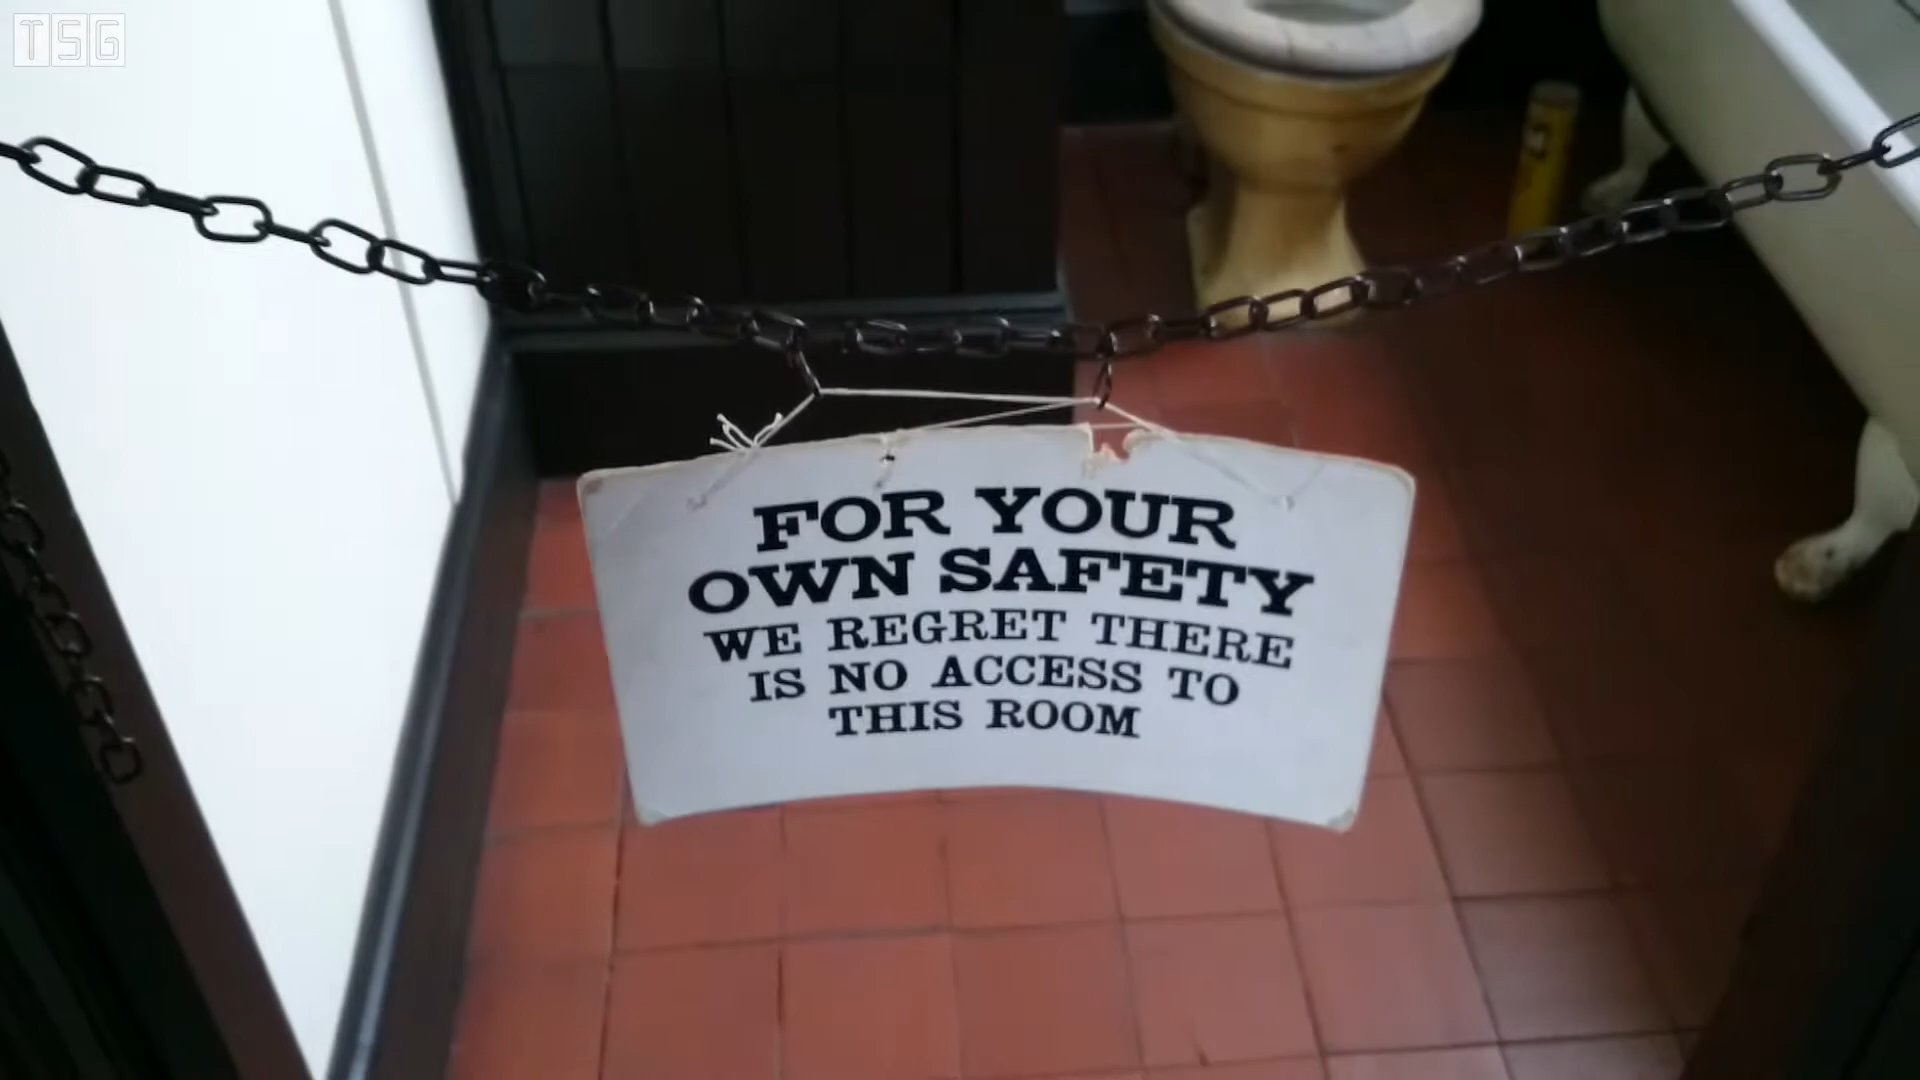 TSG
FOR YOUR
OWN SAFETY
WE REGRET THERE
IS NO ACCESS TO
THIS ROOM